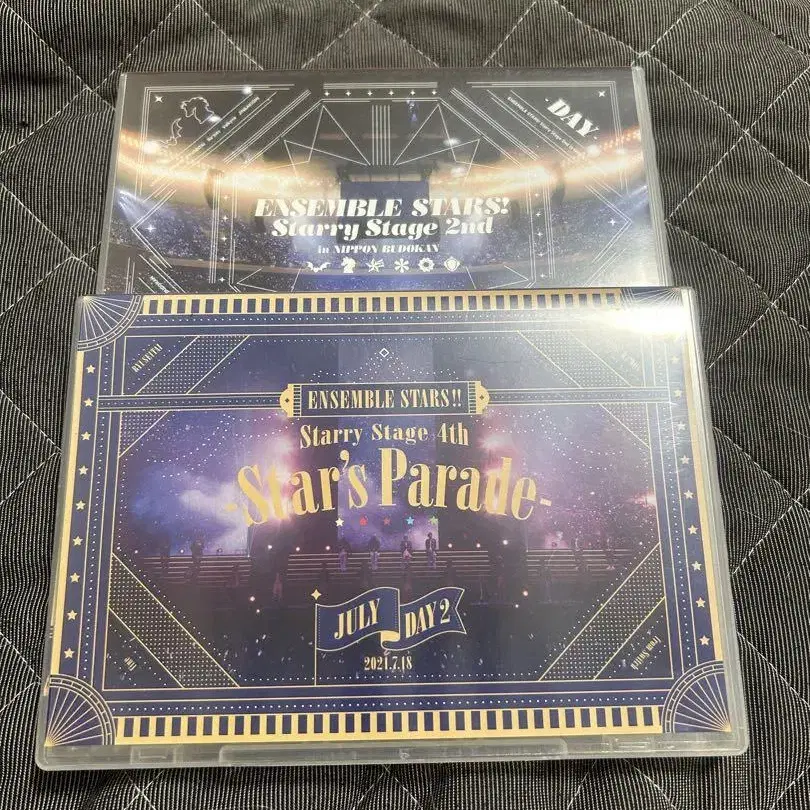 DAY
ENSEMBLE STARS!
Starry Stage 2nd
in NIPPON BUDOKAN
RYUSEITAI
ENSEMBLE STARS!!
Starry Stage 4th
-Star's Parade-
JULY DAY 2
2021.7.18